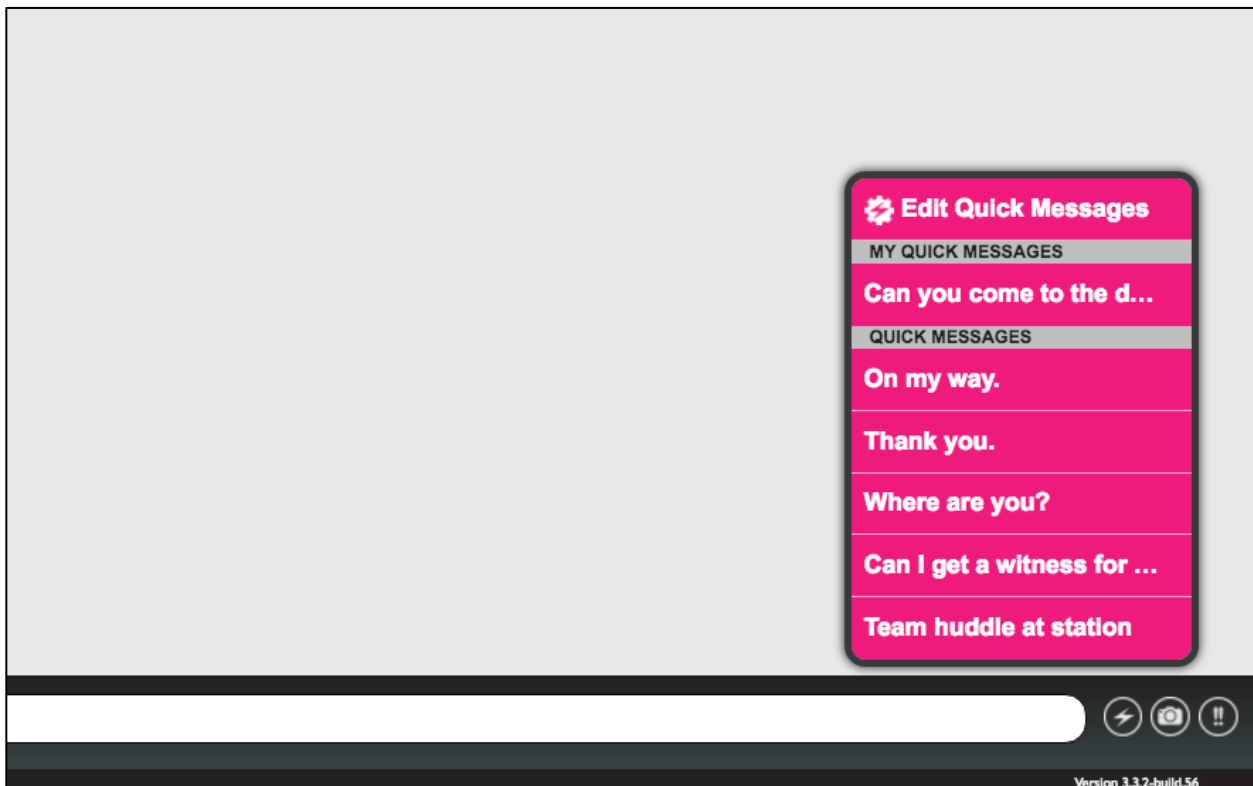 Edit Quick Messages
MY QUICK MESSAGES
Can you come to the d...
QUICK MESSAGES
On my way.
Thank you.
Where are you?
Can I get a witness for ...
Team huddle at station
!!
Version 3.3.2-build.56